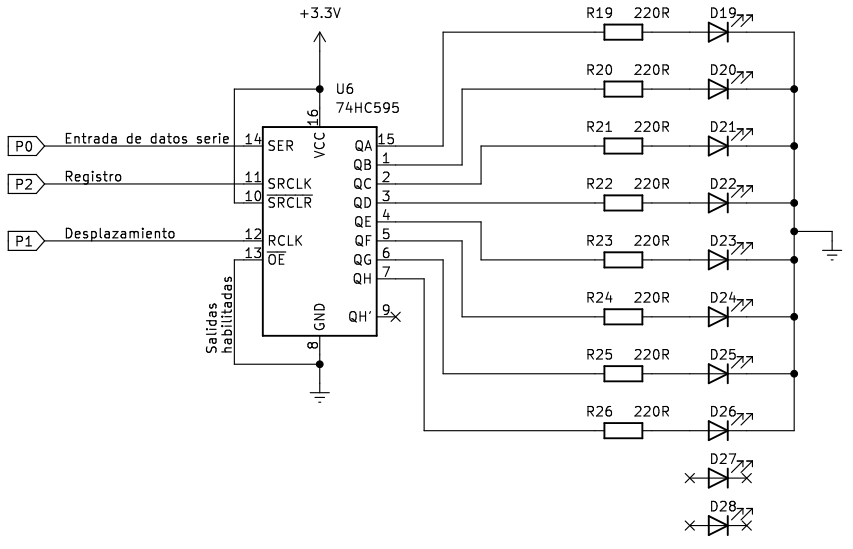 +3.3V
R19 220R D19
U6
74HC595
R20 220R D20
16
VCC
P0 Entrada de datos serie 14 SER QA 15
R21 220R D21
QB 1
P2 Registro 11 SRCLK QC 2
10 SRCLR QD 3
R22 220R D22
QE 4
P1 Desplazamiento 12 RCLK QF 5
R23 220R D23
13 OE QG 6
QH 7
Salidas
habilitadas
R24 220R D24
GND
8
QH' 9
R25 220R D25
R26 220R D26
D27
D28